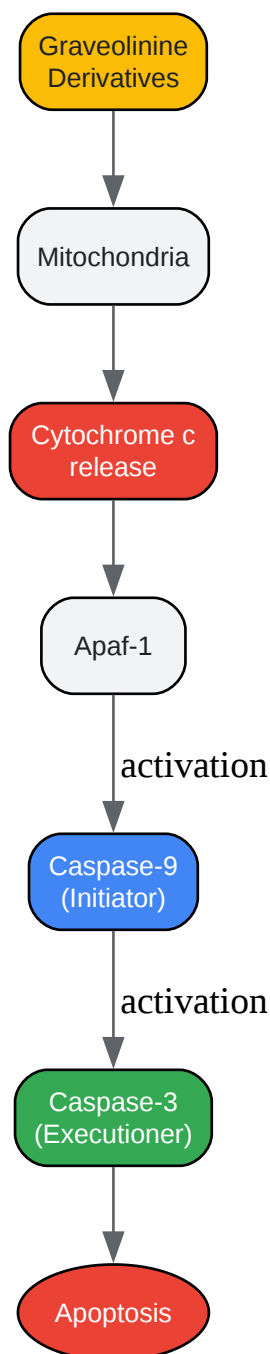 Graveolinine
Derivatives
Mitochondria
Cytochrome c
release
Apaf-1
activation
Caspase-9
(Initiator)
activation
Caspase-3
(Executioner)
Apoptosis